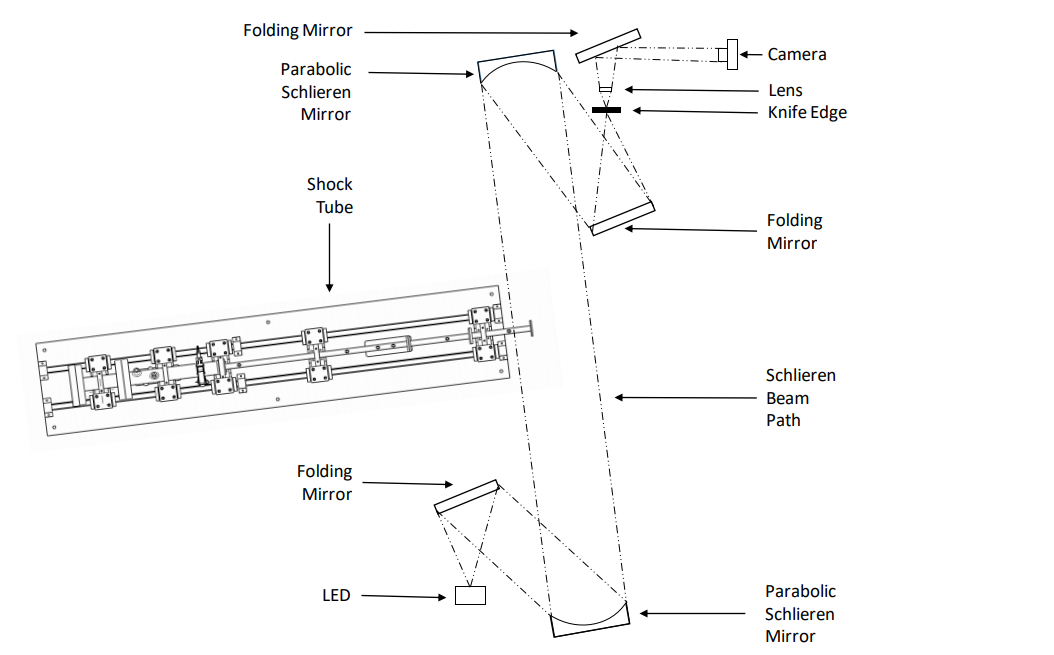 Folding Mirror
Parabolic
Schlieren
Mirror
Camera
Lens
Knife Edge
Shock
Tube
Folding
Mirror
Schlieren
Beam
Path
Folding
Mirror
LED
Parabolic
Schlieren
Mirror